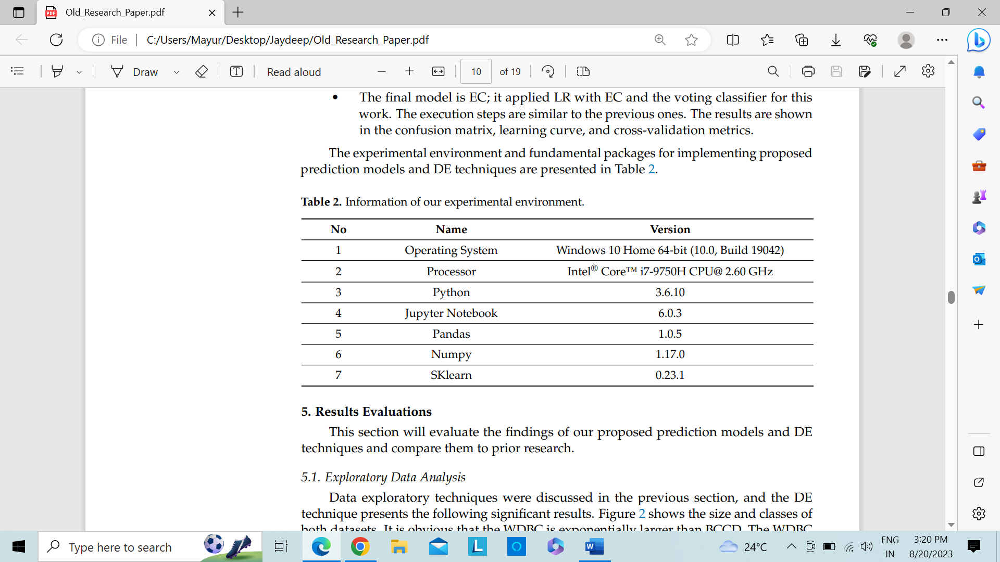 Old_Research_Paper.pdf
File
C:/Users/Mayur/Desktop/Jaydeep/Old_Research_Paper.pdf
Draw
Read aloud
10 of 19
• The final model is EC; it applied LR with EC and the voting classifier for this
work. The execution steps are similar to the previous ones. The results are shown
in the confusion matrix, learning curve, and cross-validation metrics.
The experimental environment and fundamental packages for implementing proposed
prediction models and DE techniques are presented in Table 2.
Table 2. Information of our experimental environment.
No Name Version
1 Operating System Windows 10 Home 64-bit (10.0, Build 19042)
2 Processor Intel® Core™ i7-9750H CPU@ 2.60 GHz
3 Python 3.6.10
4 Jupyter Notebook 6.0.3
5 Pandas 1.0.5
6 Numpy 1.17.0
7 SKlearn 0.23.1
5. Results Evaluations
This section will evaluate the findings of our proposed prediction models and DE
techniques and compare them to prior research.
5.1. Exploratory Data Analysis
Data exploratory techniques were discussed in the previous section, and the DE
technique presents the following significant results. Figure 2 shows the size and classes of
both datasets. It is obvious that the WDBC is exponentially larger than BCCD. The WDBC
Type here to search
24°C
ENG
IN
3:20 PM
8/20/2023